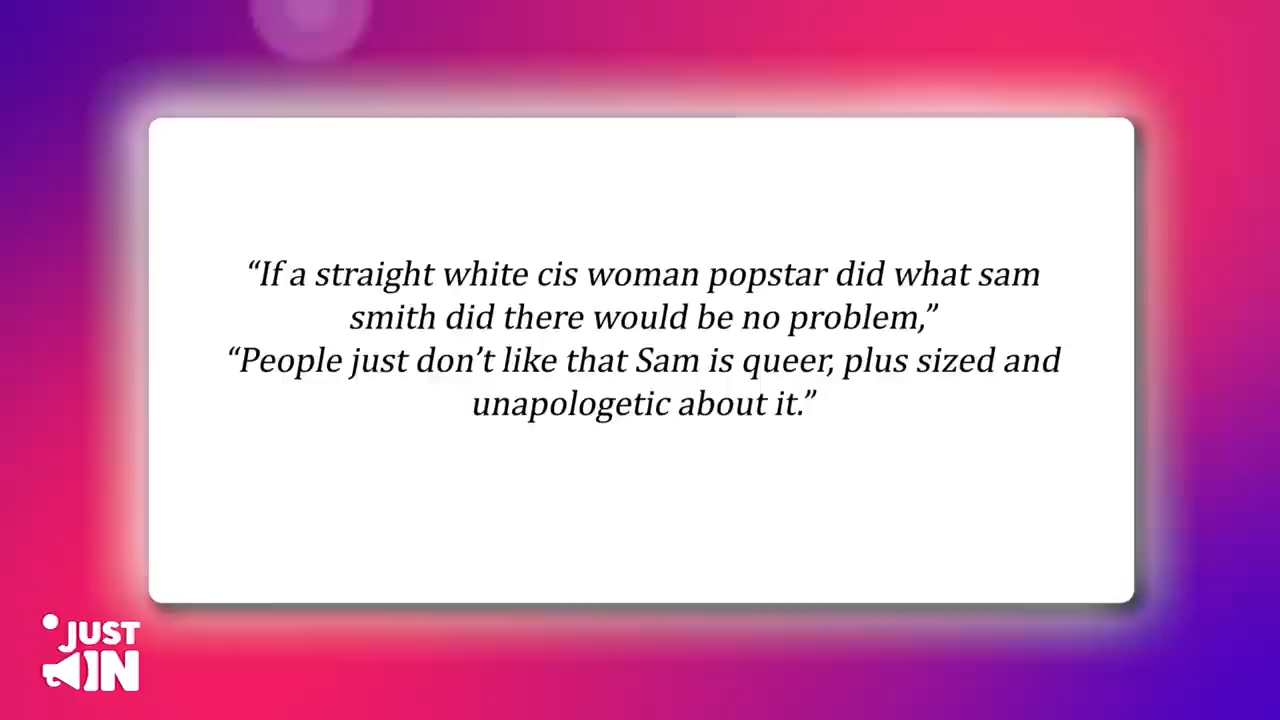 “If a straight white cis woman popstar did what sam
smith did there would be no problem,”
“People just don’t like that Sam is queer, plus sized and
unapologetic about it.”
JUST
IN